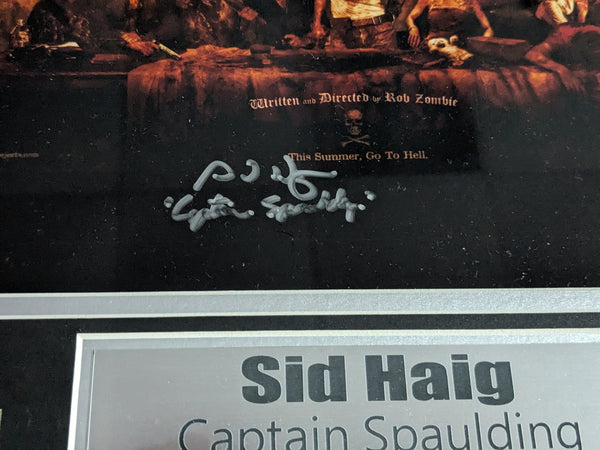 Written and Directed by Rob Zombie
This Summer, Go To Hell.
"Captain Spaulding"
Sid Haig
Captain Spaulding